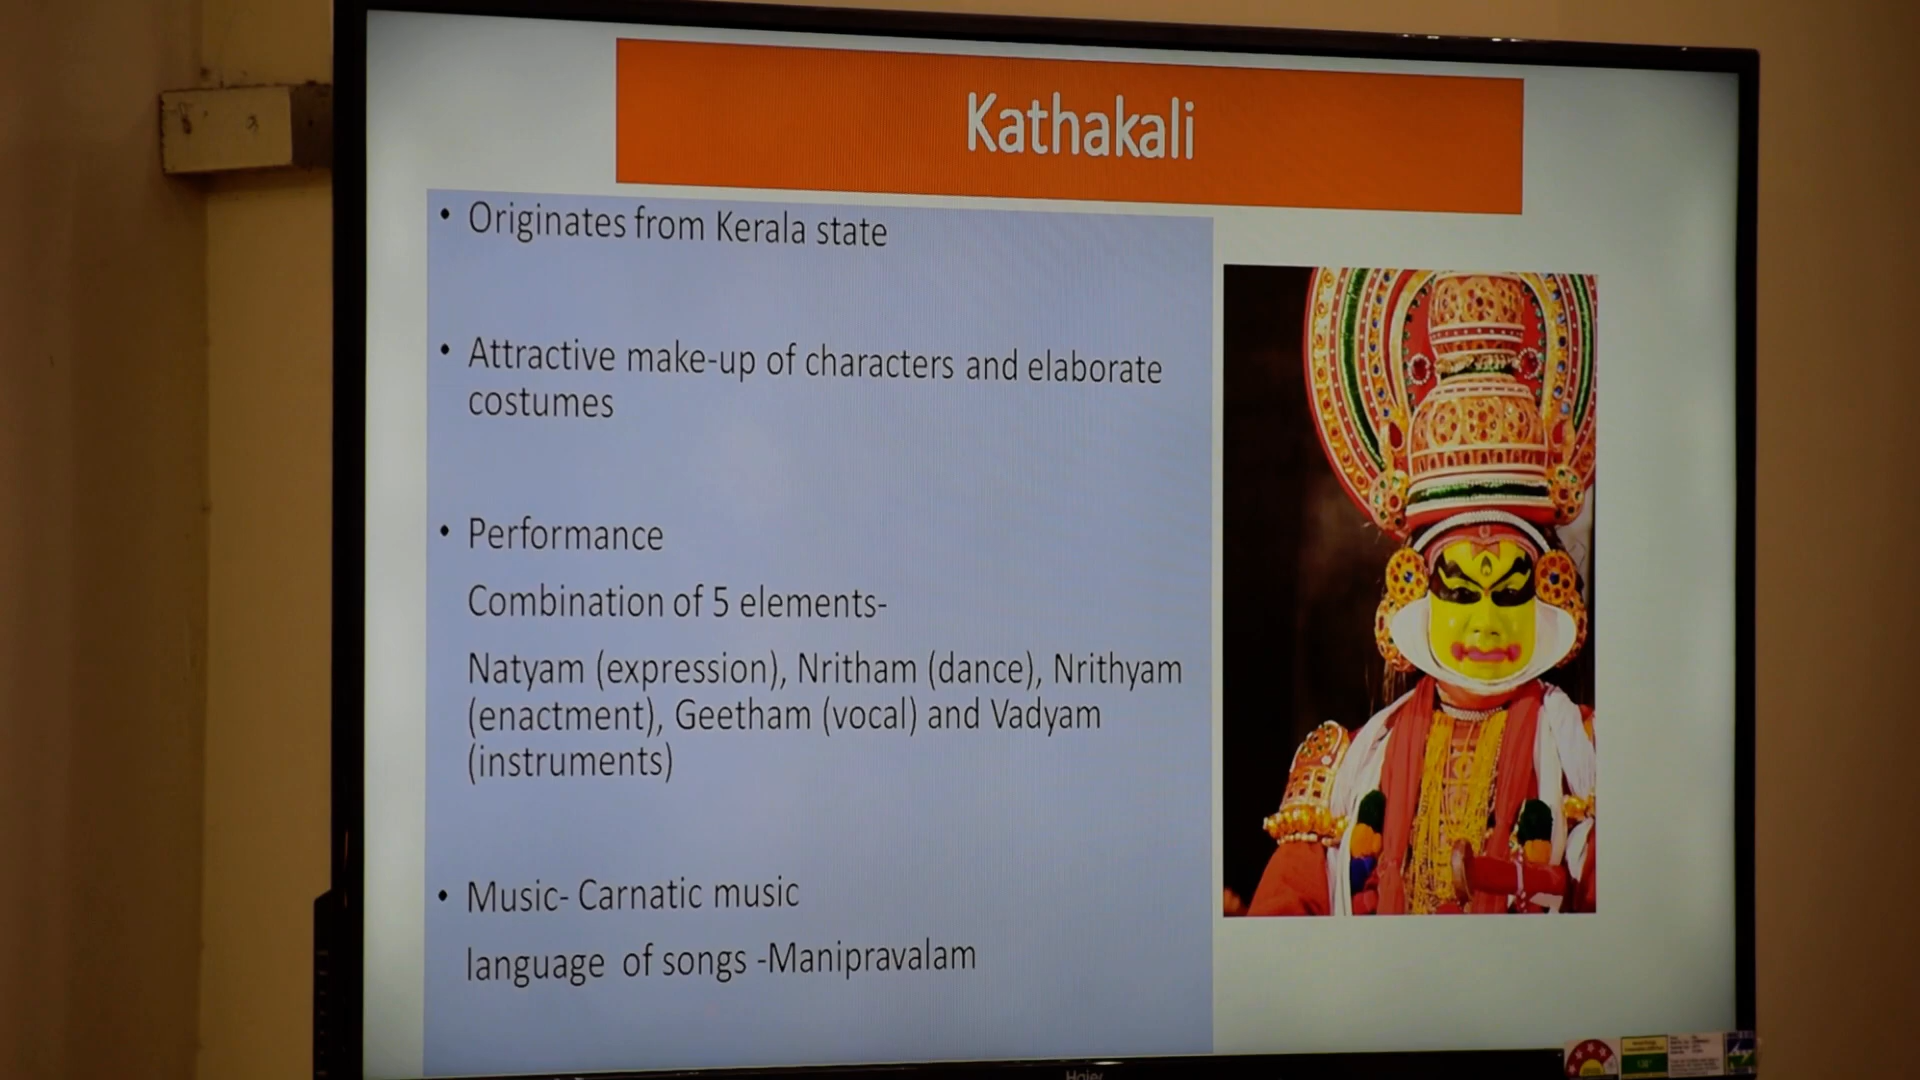 Kathakali
• Originates from Kerala state
• Attractive make-up of characters and elaborate
costumes
• Performance
Combination of 5 elements-
Natyam (expression), Nritham (dance), Nrithyam
(enactment), Geetham (vocal) and Vadyam
(instruments)
• Music- Carnatic music
language of songs -Manipravalam
Haier